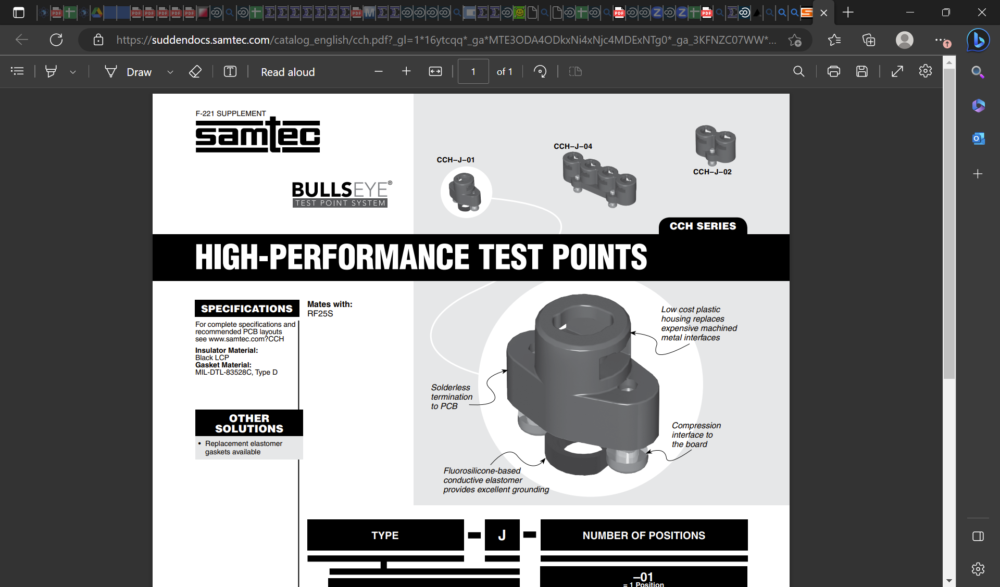 https://suddendocs.samtec.com/catalog_english/cch.pdf?_gl=1*16ytcqq*_ga*MTE3ODA4ODkxNi4xNjc4MDExNTg0*_ga_3KFNZC07WW*...
Draw
Read aloud
1
of 1
F-221 SUPPLEMENT
samtec
BULLSEYE®
TEST POINT SYSTEM
CCH–J–01
CCH–J–04
CCH–J–02
CCH SERIES
HIGH-PERFORMANCE TEST POINTS
SPECIFICATIONS
For complete specifications and
recommended PCB layouts
see www.samtec.com?CCH
Insulator Material:
Black LCP
Gasket Material:
MIL-DTL-83528C, Type D
Mates with:
RF25S
OTHER
SOLUTIONS
• Replacement elastomer
gaskets available
Low cost plastic
housing replaces
expensive machined
metal interfaces
Solderless
termination
to PCB
Compression
interface to
the board
Fluorosilicone-based
conductive elastomer
provides excellent grounding
TYPE
J
NUMBER OF POSITIONS
–01
= 1 Position